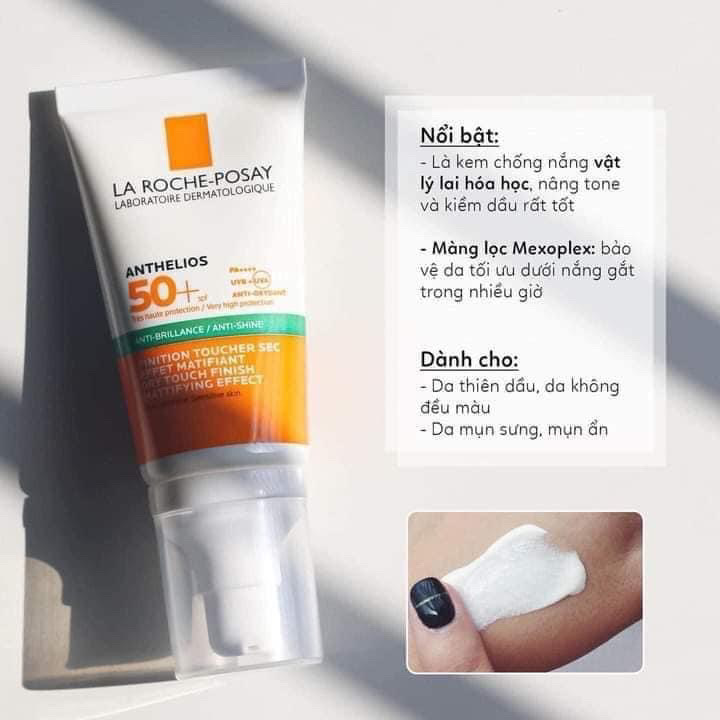 LA ROCHE-POSAY
LABORATOIRE DERMATOLOGIQUE
ANTHELIOS
50+ SPF
PA++++
UVB + UVA
ANTI-OXYDANT
Très haute protection / Very high protection
ANTI-BRILLANCE / ANTI-SHINE
FINITION TOUCHER SEC
EFFET MATIFIANT
DRY TOUCH FINISH
MATTIFYING EFFECT
sensitive skin
Nổi bật:
- Là kem chống nắng vật
lý lai hóa học, nâng tone
và kiềm dầu rất tốt
- Màng lọc Mexoplex: bảo
vệ da tối ưu dưới nắng gắt
trong nhiều giờ
Dành cho:
- Da thiên dầu, da không
đều màu
- Da mụn sưng, mụn ẩn